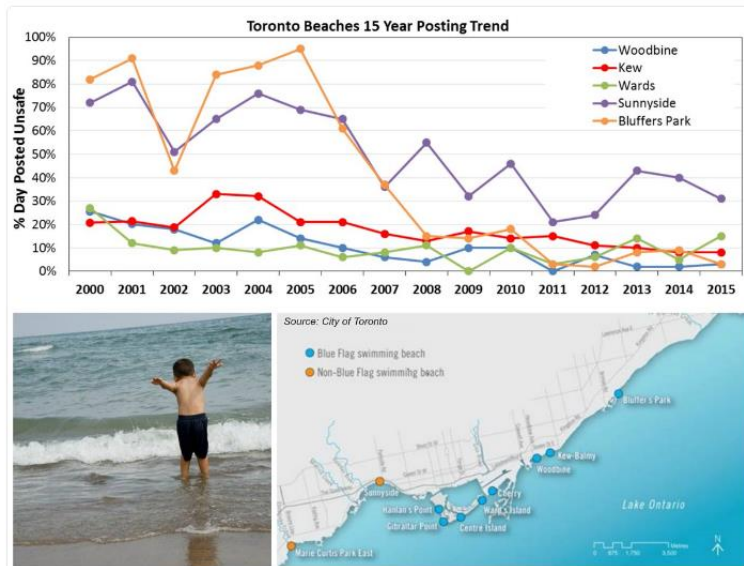 Toronto Beaches 15 Year Posting Trend
100%
90%
80%
70%
60%
50%
40%
30%
20%
10%
0%
% Day Posted Unsafe
Woodbine
Kew
Wards
Sunnyside
Bluffers Park
2000 2001 2002 2003 2004 2005 2006 2007 2008 2009 2010 2011 2012 2013 2014 2015
Source: City of Toronto
Blue Flag swimming beach
Non-Blue Flag swimming beach
Bluffer's Park
Kew-Balmy
Woodbine
Sunnyside
Cherry
Hanlan's Point
Ward's Island
Gibraltar Point
Centre Island
Lake Ontario
Marie Curtis Park East
Metres
N